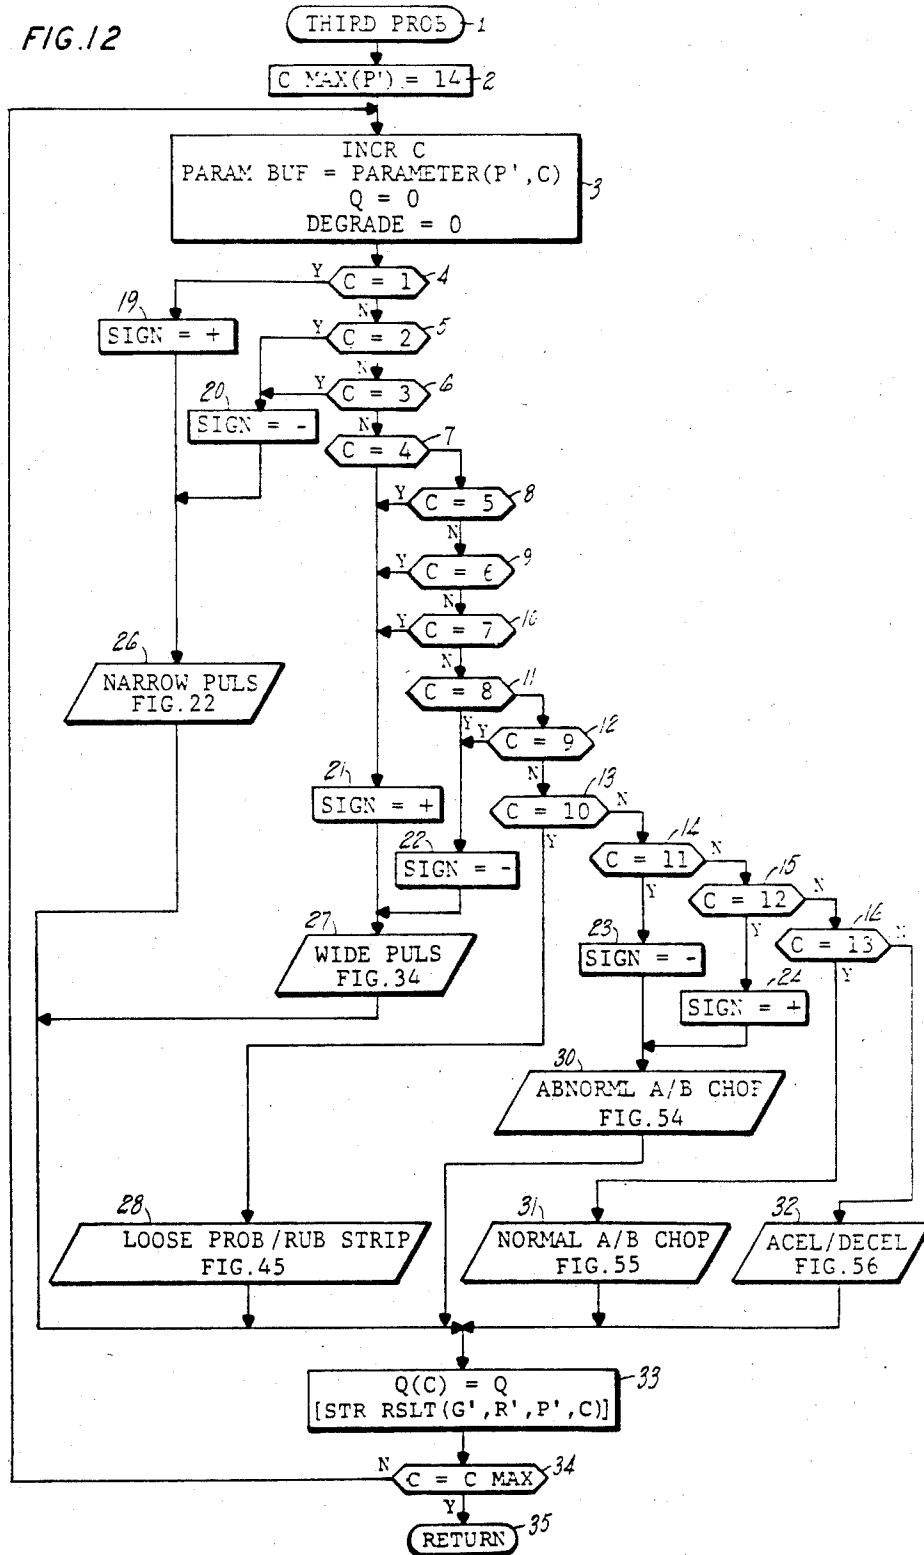 FIG.12
THIRD PROB 1
C MAX(P') = 14 2
INCR C
PARAM BUF = PARAMETER(P',C)
Q = 0
DEGRADE = 0
3
Y C = 1 4
N
19
SIGN = +
Y C = 2 5
N
Y C = 3 6
20
SIGN = -
N
C = 4 7
Y C = 5 8
N
Y C = 6 9
N
Y C = 7 10
N
C = 8 11
26
NARROW PULS
FIG.22
Y Y C = 9 12
N
21
SIGN = +
C = 10 13
N
Y
22
SIGN = -
C = 11 14
N
Y
C = 12 15
N
Y
C = 13 16
N
Y
27
WIDE PULS
FIG.34
23
SIGN = -
24
SIGN = +
30
ABNORML A/B CHOP
FIG.54
28
LOOSE PROB/RUB STRIP
FIG.45
31
NORMAL A/B CHOP
FIG.55
32
ACEL/DECEL
FIG.56
Q(C) = Q
[STR RSLT(G',R',P',C)]
33
N C = C MAX 34
Y
RETURN 35